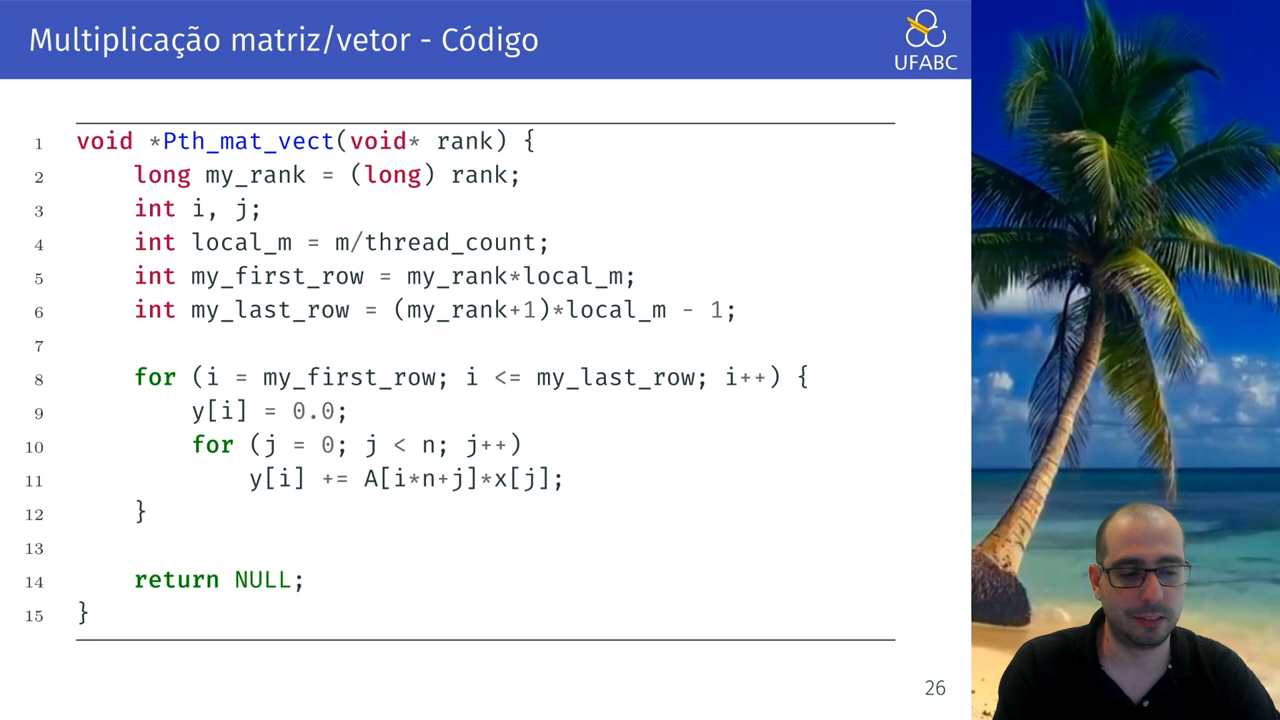 Multiplicação matriz/vetor - Código
UFABC
1 void *Pth_mat_vect(void* rank) {
2     long my_rank = (long) rank;
3     int i, j;
4     int local_m = m/thread_count;
5     int my_first_row = my_rank*local_m;
6     int my_last_row = (my_rank+1)*local_m - 1;
7
8     for (i = my_first_row; i <= my_last_row; i++) {
9         y[i] = 0.0;
10         for (j = 0; j < n; j++)
11             y[i] += A[i*n+j]*x[j];
12     }
13
14     return NULL;
15 }
26